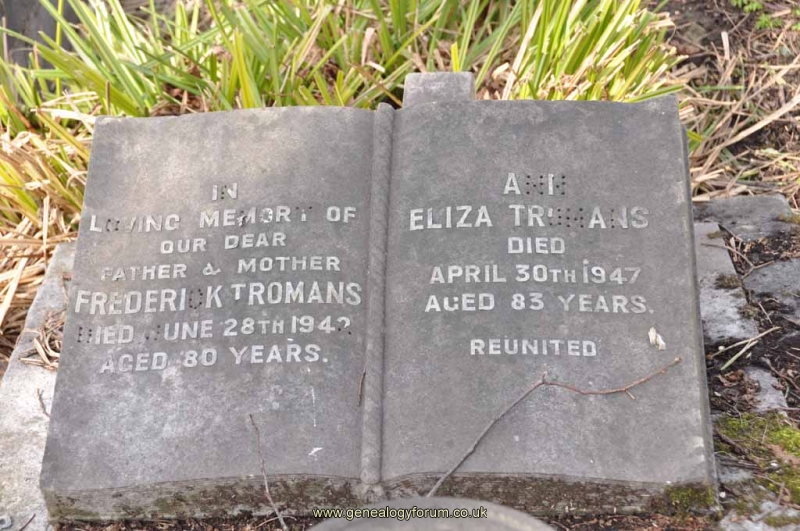 IN
LOVING MEMORY OF
OUR DEAR
FATHER & MOTHER
FREDERICK TROMANS
DIED JUNE 28TH 1942
AGED 80 YEARS.
AND
ELIZA TROMANS
DIED
APRIL 30TH 1947
AGED 83 YEARS.
REUNITED
www.genealogyforum.co.uk